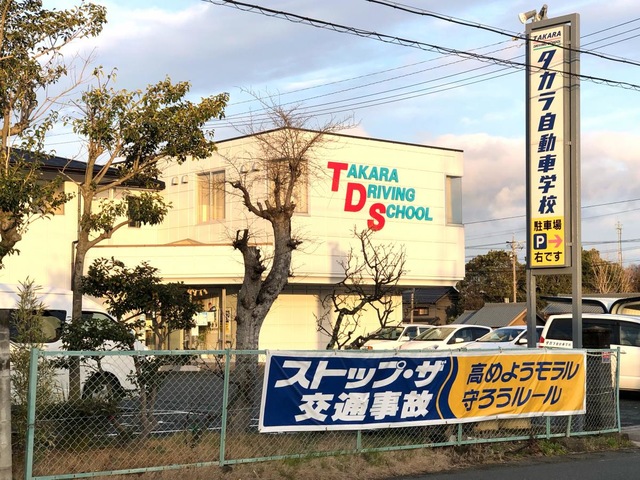 TAKARA
タカラ自動車学校
駐車場
P→
右です
TAKARA
DRIVING
SCHOOL
ストップ・ザ
交通事故
高めようモラル
守ろうルール